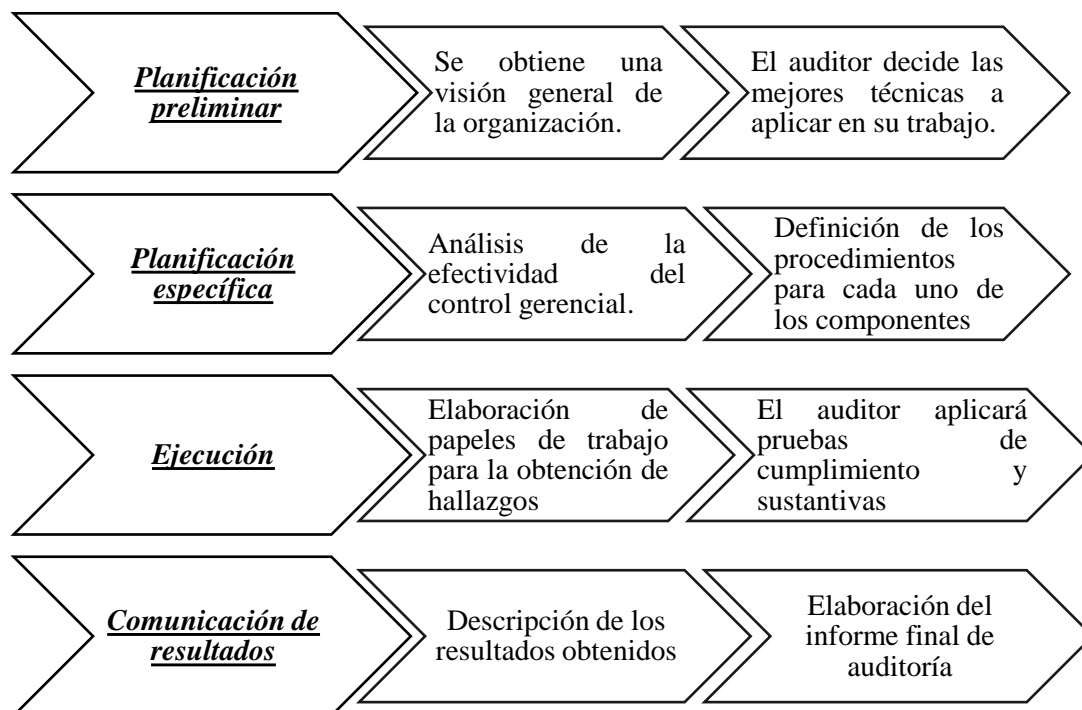 Planificación
preliminar
Se obtiene una
visión general de
la organización.
El auditor decide las
mejores técnicas a
aplicar en su trabajo.
Planificación
específica
Análisis de la
efectividad del
control gerencial.
Definición de los
procedimientos
para cada uno de
los componentes
Ejecución
Elaboración de
papeles de trabajo
para la obtención de
hallazgos
El auditor aplicará
pruebas de
cumplimiento y
sustantivas
Comunicación de
resultados
Descripción de los
resultados obtenidos
Elaboración del
informe final de
auditoría